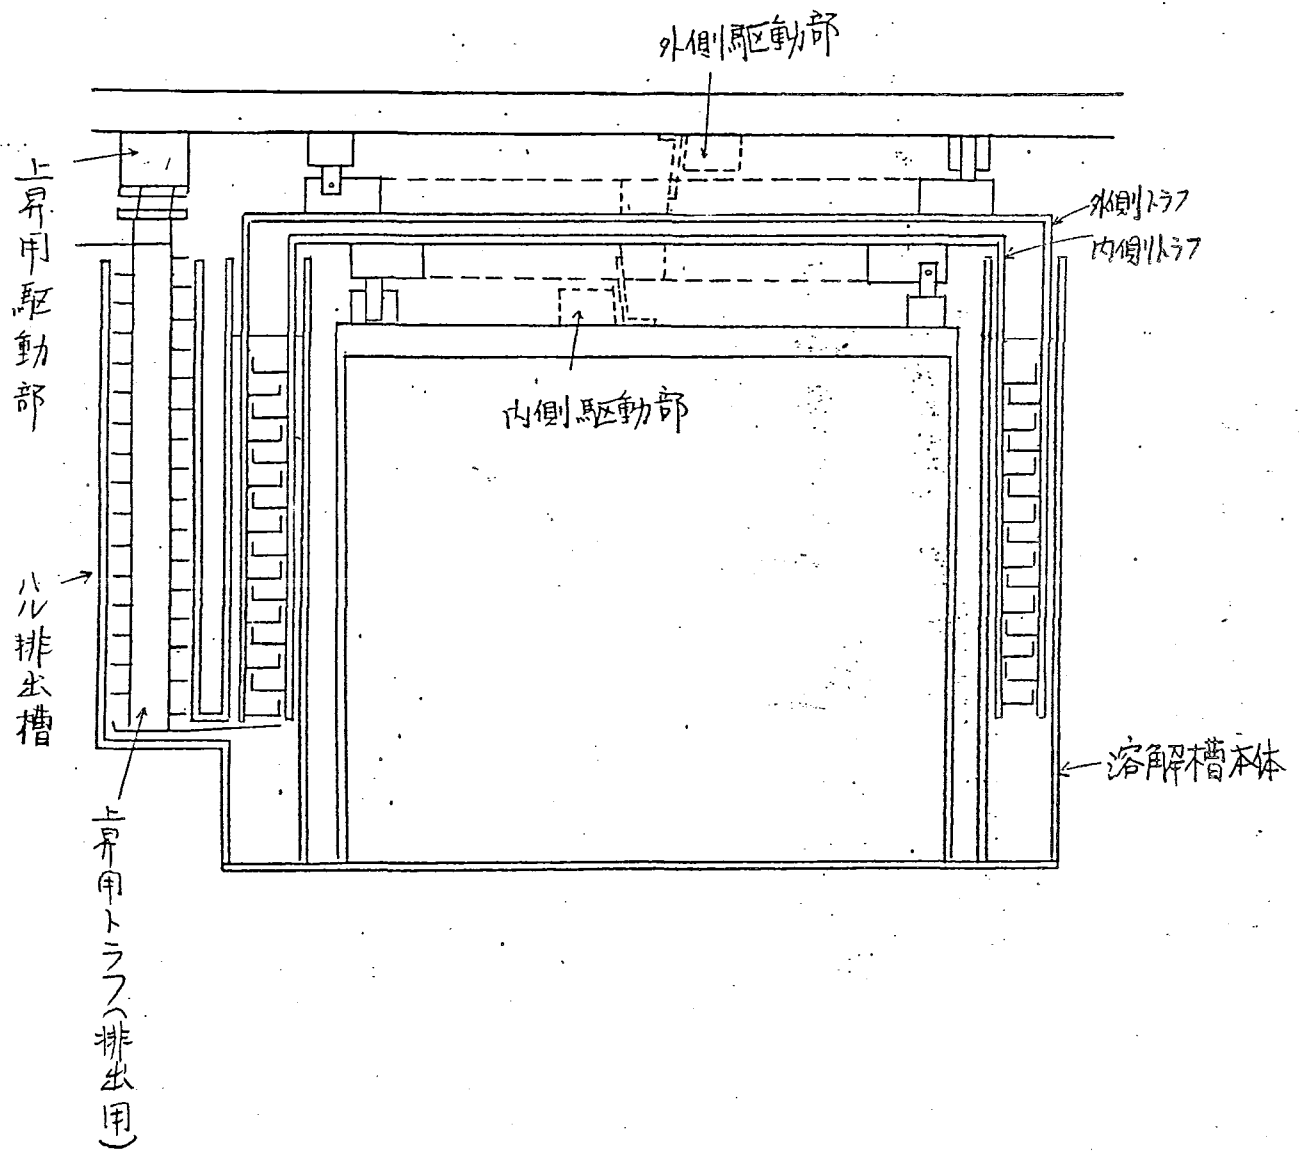 外側駆動部
上昇用駆動部
外側トラフ
内側トラフ
内側駆動部
ハル排出槽
溶解槽本体
上昇用トラフ(排出用)